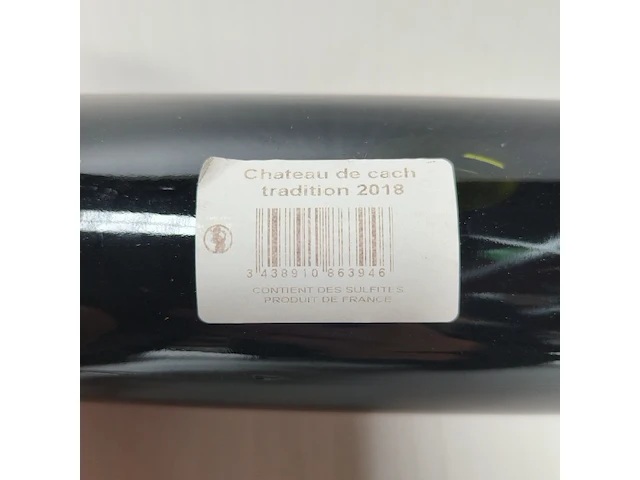 Chateau de cach
tradition 2018
3 438910 863946
CONTIENT DES SULFITES
PRODUIT DE FRANCE